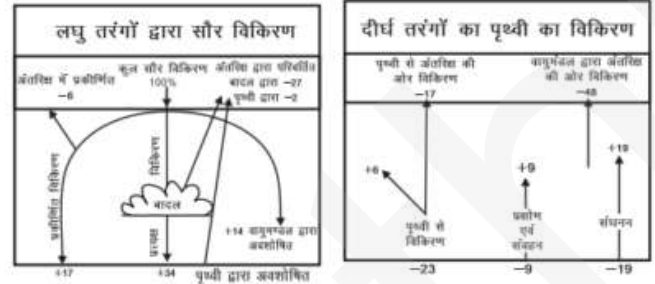 लघु तरंगों द्वारा सौर विकिरण
अंतरिक्ष में प्रकीर्णित
−6
कुल सौर विकिरण
100%
अंतरिक्ष द्वारा परिवर्तित
बादल द्वारा −27
पृथ्वी द्वारा −2
प्रकीर्णित विकिरण
विकिरण
बादल
प्रत्यक्ष
+14 वायुमण्डल द्वारा
अवशोषित
+17
+34
पृथ्वी द्वारा अवशोषित
दीर्घ तरंगों का पृथ्वी का विकिरण
पृथ्वी से अंतरिक्ष की
ओर विकिरण
−17
वायुमंडल द्वारा अंतरिक्ष
की ओर विकिरण
−48
+6
+9
+19
पृथ्वी से
विकिरण
एवं
संवहन
संघनन
−23
−9
−19